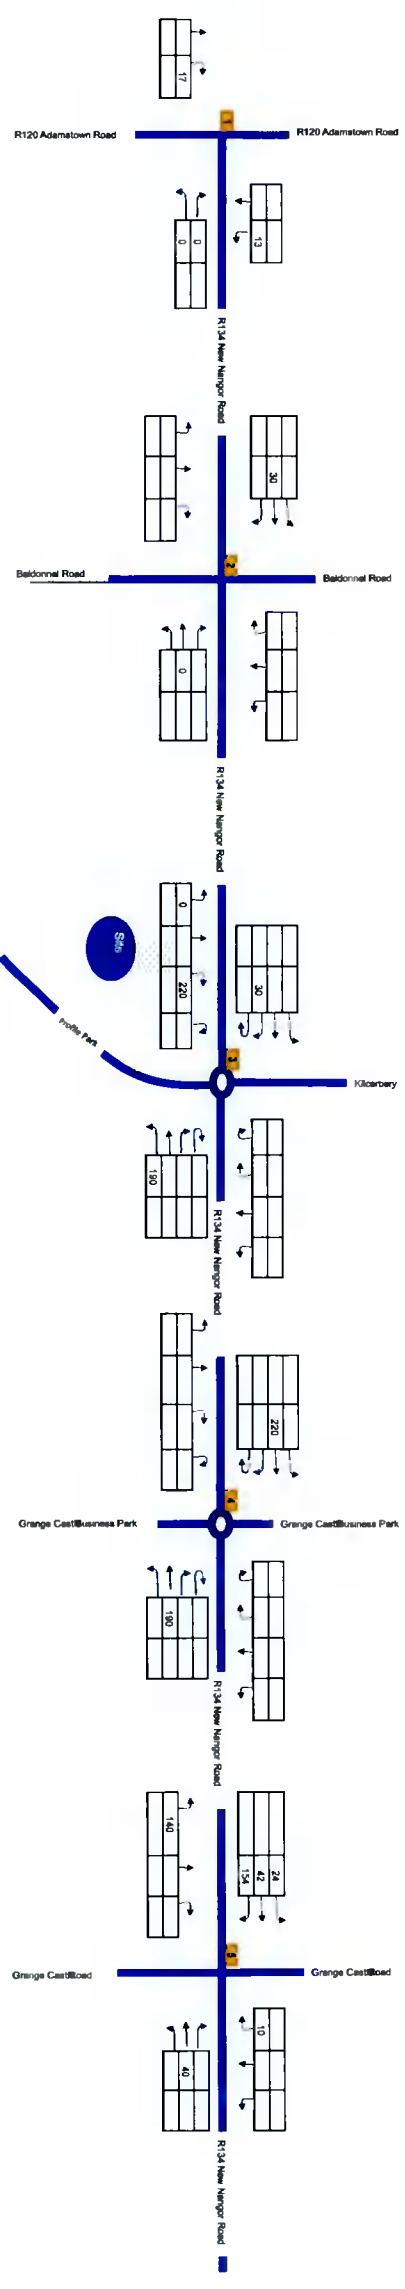 17
1
R120 Adamstown Road
R120 Adamstown Road
13
0
0
R134 New Nangor Road
30
2
Baldonnel Road
Baldonnel Road
0
R134 New Nangor Road
0
220
Site
30
3
Profile Park
Kilcarbery
190
R134 New Nangor Road
220
4
Grange Castle Business Park
Grange Castle Business Park
190
R134 New Nangor Road
140
24
42
154
5
Grange Castle Road
Grange Castle Road
10
40
R134 New Nangor Road